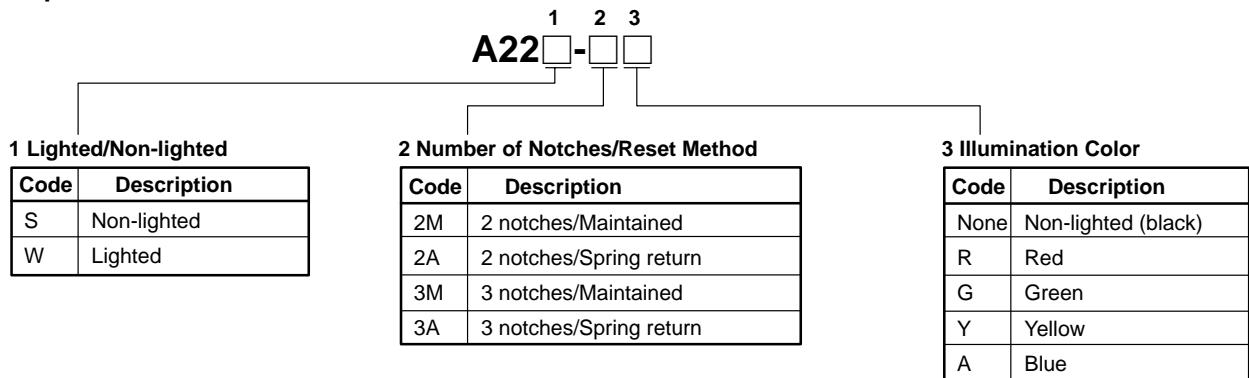 1 2 3
A22□-□□
1 Lighted/Non-lighted
Code Description
S Non-lighted
W Lighted
2 Number of Notches/Reset Method
Code Description
2M 2 notches/Maintained
2A 2 notches/Spring return
3M 3 notches/Maintained
3A 3 notches/Spring return
3 Illumination Color
Code Description
None Non-lighted (black)
R Red
G Green
Y Yellow
A Blue